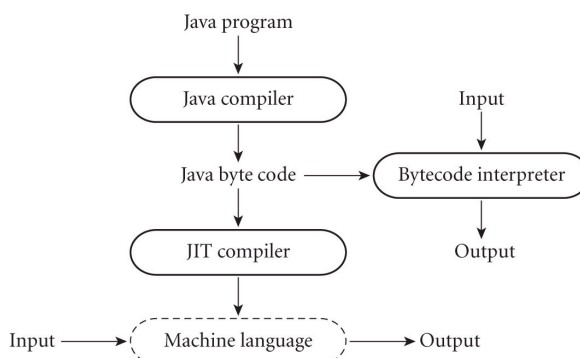 Java program
Java compiler
Input
Java byte code
Bytecode interpreter
JIT compiler
Output
Input
Machine language
Output